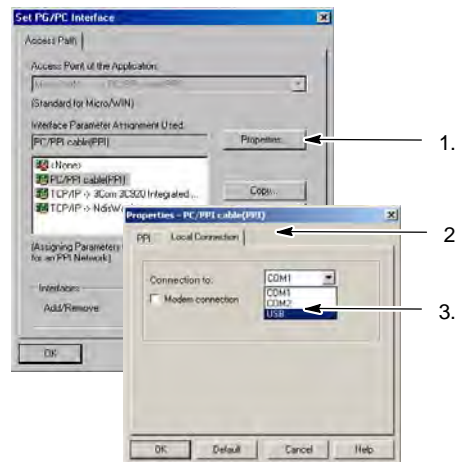 Set PG/PC Interface
Access Path
Access Point of the Application:
(Standard for Micro/WIN)
Interface Parameter Assignment Used:
PC/PPI cable(PPI)
Properties...
1.
<None>
PC/PPI cable(PPI)
TCP/IP -> 3Com 3C920 Integrated ...
Copy...
TCP/IP ->
Properties - PC/PPI cable(PPI)
PPI
Local Connection
2
(Assigning Parameters
for an PPI Network)
Connection to:
COM1
COM1
COM2
USB
3.
Modem connection
Interfaces
Add/Remove:
OK
OK
Default
Cancel
Help